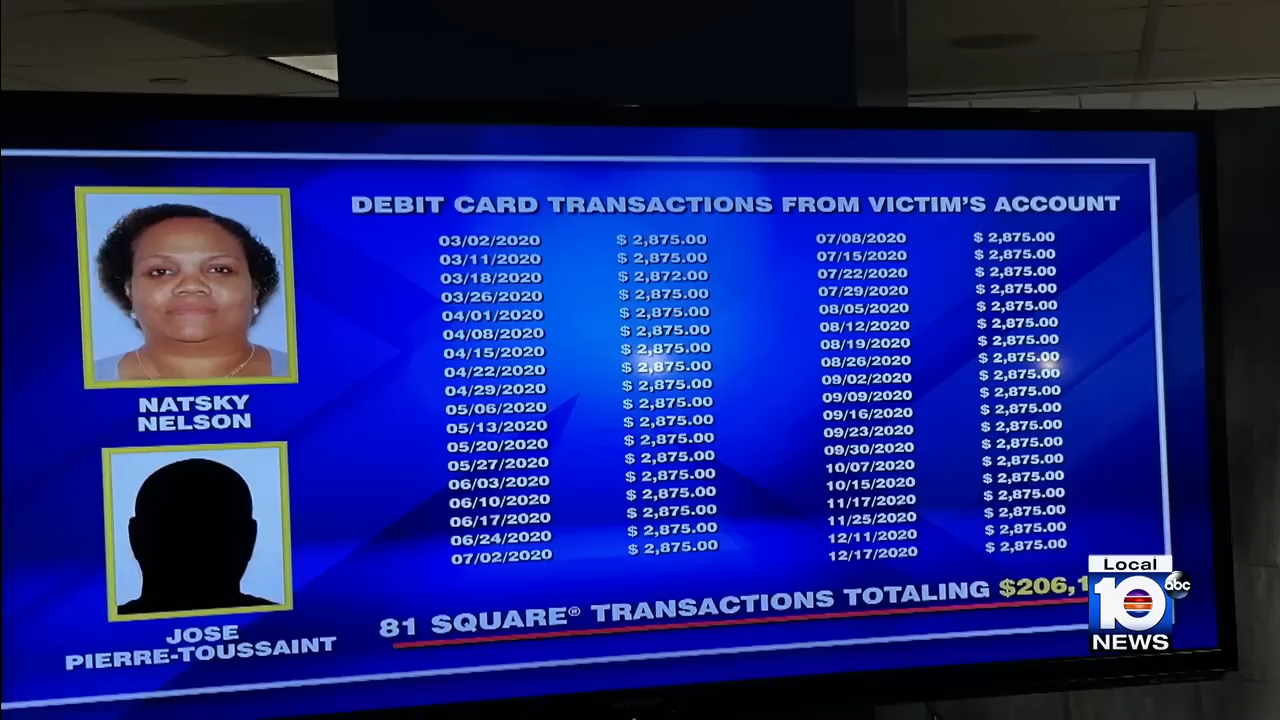 NATSKY
NELSON
JOSE
PIERRE-TOUSSAINT
DEBIT CARD TRANSACTIONS FROM VICTIM'S ACCOUNT
03/02/2020 $ 2,875.00
03/11/2020 $ 2,875.00
03/18/2020 $ 2,872.00
03/26/2020 $ 2,875.00
04/01/2020 $ 2,875.00
04/08/2020 $ 2,875.00
04/15/2020 $ 2,875.00
04/22/2020 $ 2,875.00
04/29/2020 $ 2,875.00
05/06/2020 $ 2,875.00
05/13/2020 $ 2,875.00
05/20/2020 $ 2,875.00
05/27/2020 $ 2,875.00
06/03/2020 $ 2,875.00
06/10/2020 $ 2,875.00
06/17/2020 $ 2,875.00
06/24/2020 $ 2,875.00
07/02/2020 $ 2,875.00
07/08/2020 $ 2,875.00
07/15/2020 $ 2,875.00
07/22/2020 $ 2,875.00
07/29/2020 $ 2,875.00
08/05/2020 $ 2,875.00
08/12/2020 $ 2,875.00
08/19/2020 $ 2,875.00
08/26/2020 $ 2,875.00
09/02/2020 $ 2,875.00
09/09/2020 $ 2,875.00
09/16/2020 $ 2,875.00
09/23/2020 $ 2,875.00
09/30/2020 $ 2,875.00
10/07/2020 $ 2,875.00
10/15/2020 $ 2,875.00
11/17/2020 $ 2,875.00
11/25/2020 $ 2,875.00
12/11/2020 $ 2,875.00
12/17/2020 $ 2,875.00
81 SQUARE® TRANSACTIONS TOTALING $206,1
Local
10 abc
NEWS